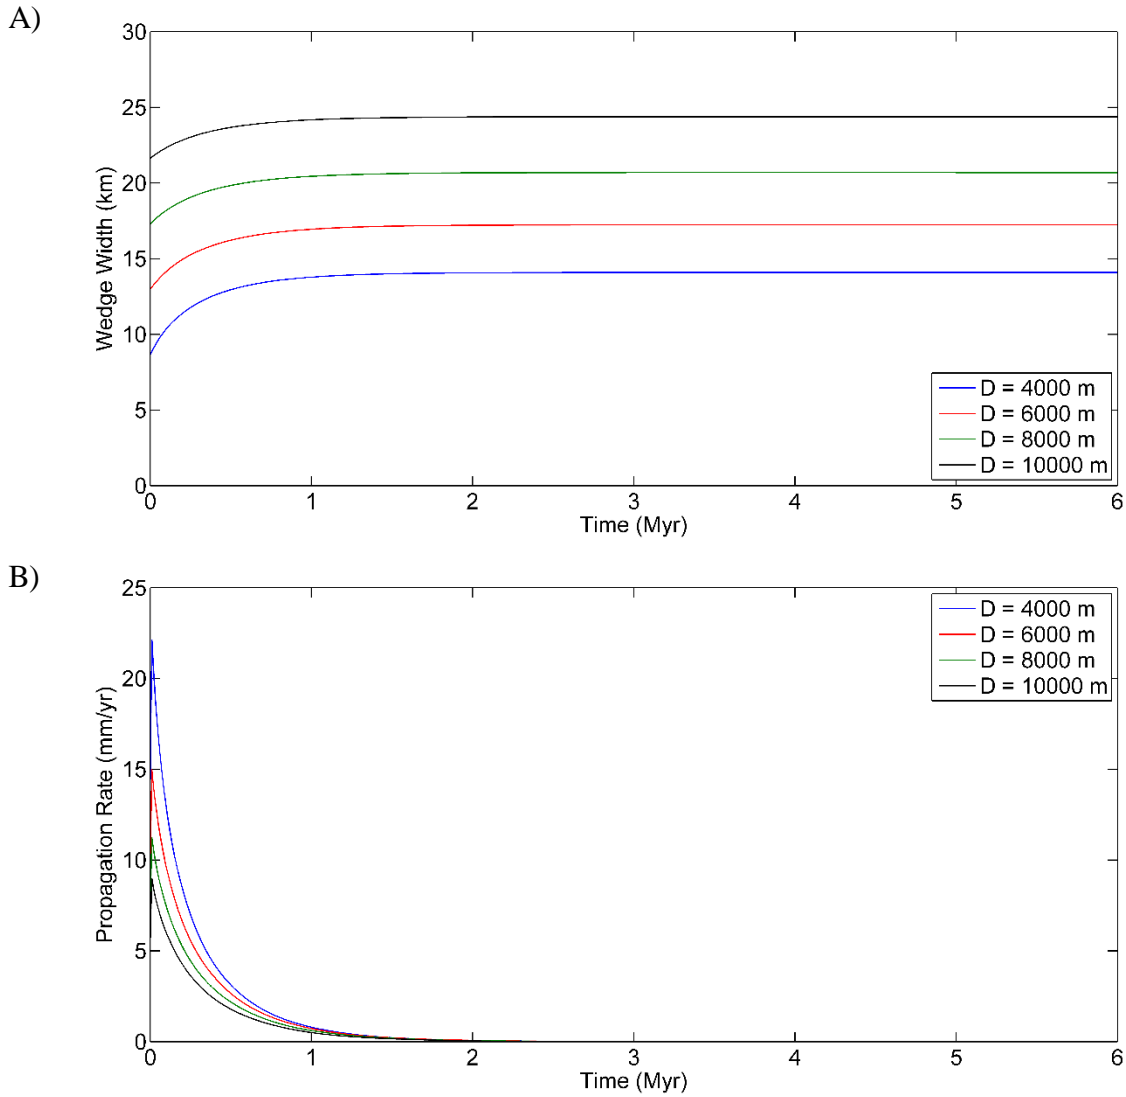 A)
30
25
20
15
10
5
0
Wedge Width (km)
0 1 2 3 4 5 6
Time (Myr)
D = 4000 m
D = 6000 m
D = 8000 m
D = 10000 m
B)
25
20
15
10
5
0
Propagation Rate (mm/yr)
0 1 2 3 4 5 6
Time (Myr)
D = 4000 m
D = 6000 m
D = 8000 m
D = 10000 m